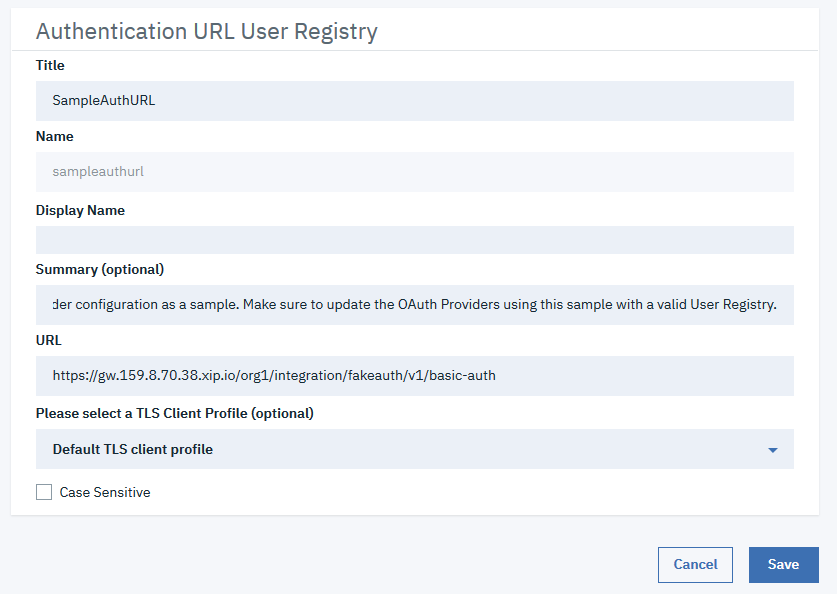 Authentication URL User Registry
Title
SampleAuthURL
Name
sampleauthurl
Display Name
Summary (optional)
der configuration as a sample. Make sure to update the OAuth Providers using this sample with a valid User Registry.
URL
https://gw.159.8.70.38.xip.io/org1/integration/fakeauth/v1/basic-auth
Please select a TLS Client Profile (optional)
Default TLS client profile
Case Sensitive
Cancel Save